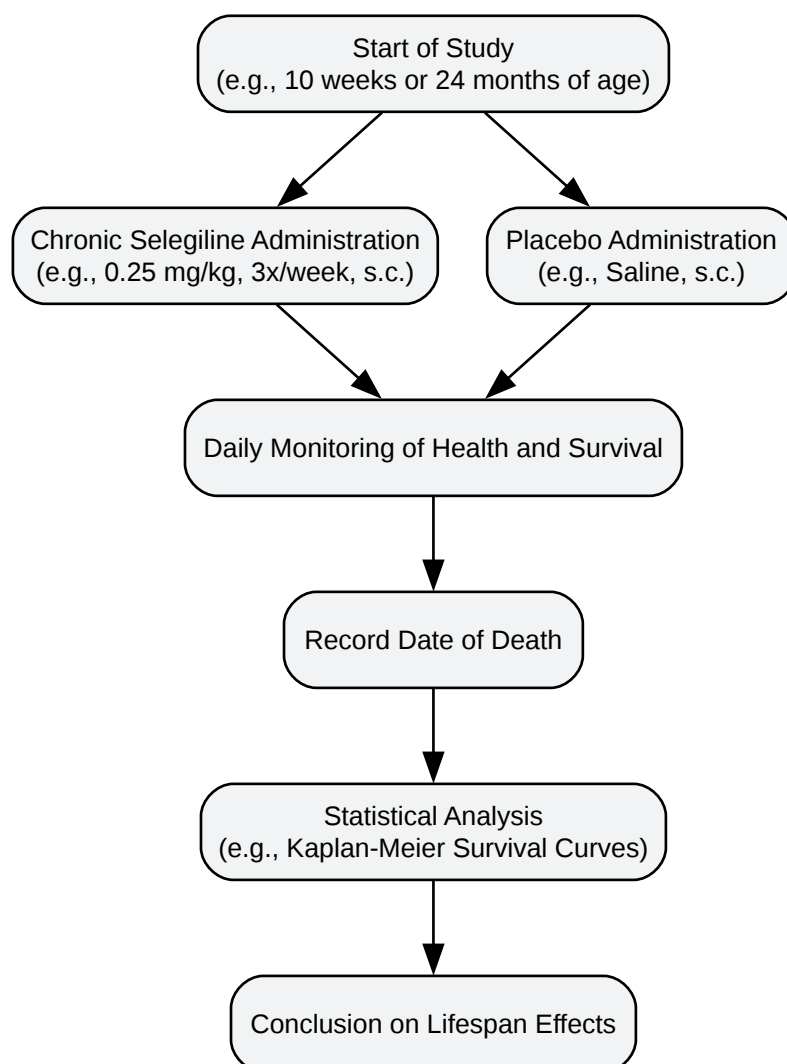 Start of Study
(e.g., 10 weeks or 24 months of age)
Chronic Selegiline Administration
(e.g., 0.25 mg/kg, 3x/week, s.c.)
Placebo Administration
(e.g., Saline, s.c.)
Daily Monitoring of Health and Survival
Record Date of Death
Statistical Analysis
(e.g., Kaplan-Meier Survival Curves)
Conclusion on Lifespan Effects